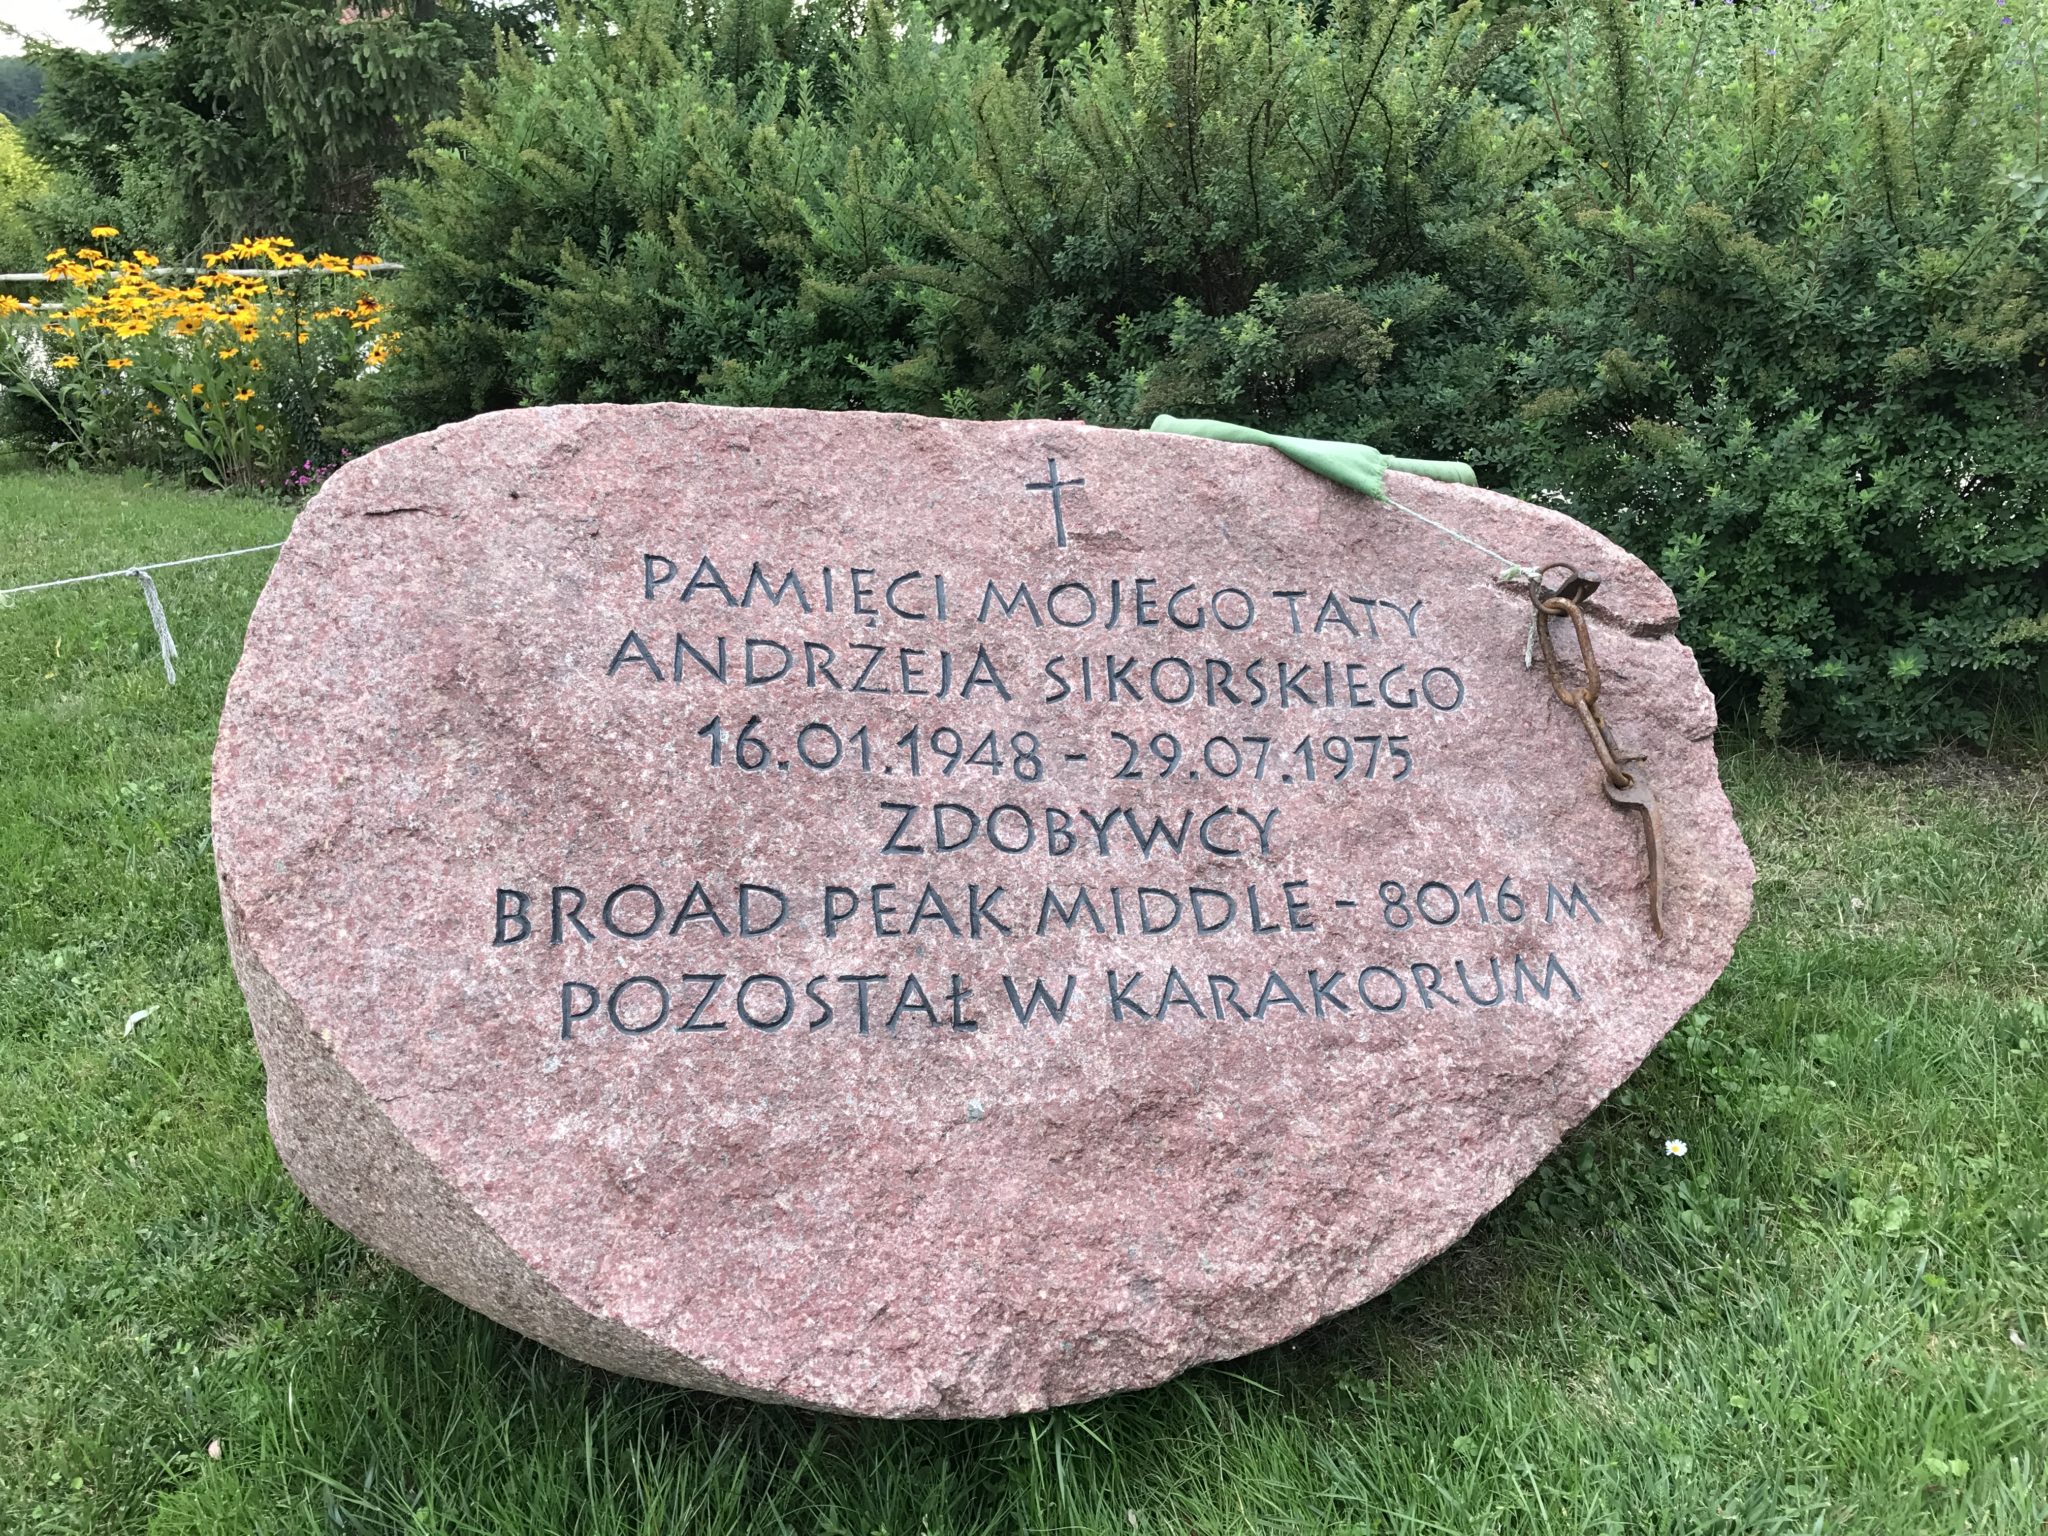 PAMIĘCI MOJEGO TATY
ANDRZEJA SIKORSKIEGO
16.01.1948 - 29.07.1975
ZDOBYWCY
BROAD PEAK MIDDLE - 8016 M
POZOSTAŁ W KARAKORUM